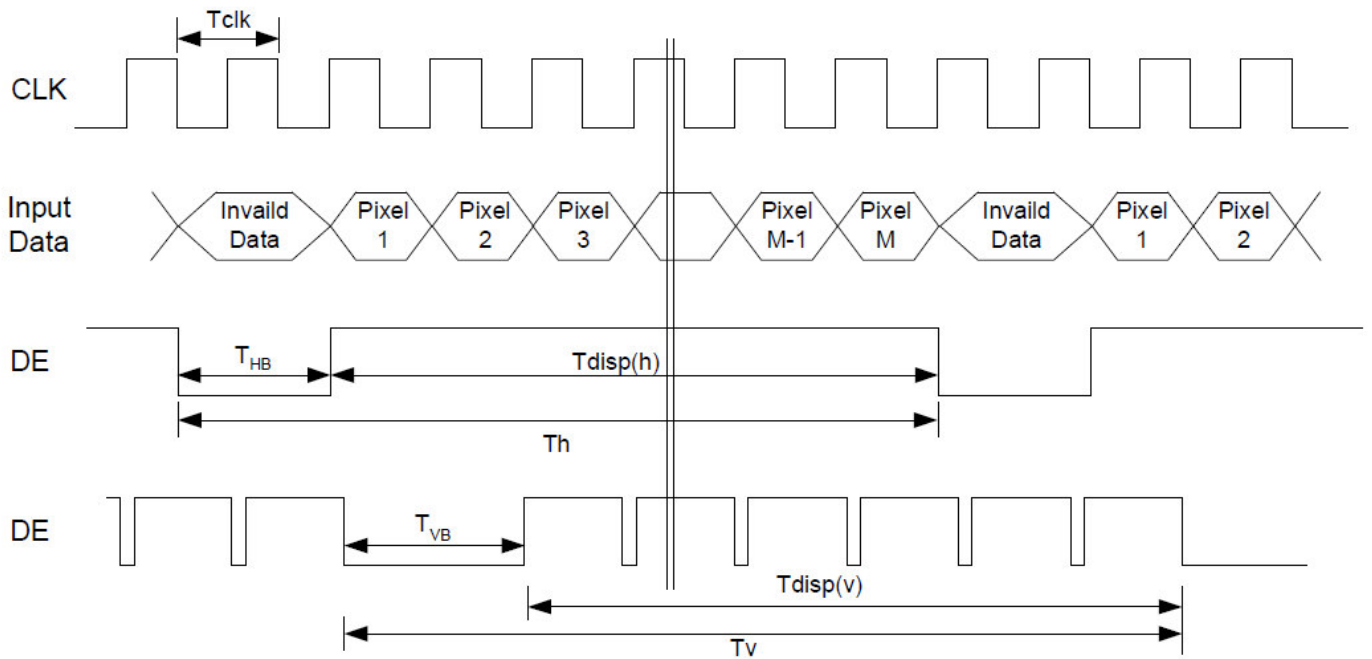 Tclk
CLK
Input
Data
Invaild
Data
Pixel
1
Pixel
2
Pixel
3
Pixel
M-1
Pixel
M
Invaild
Data
Pixel
1
Pixel
2
DE
THB
Tdisp(h)
Th
DE
TVB
Tdisp(v)
Tv